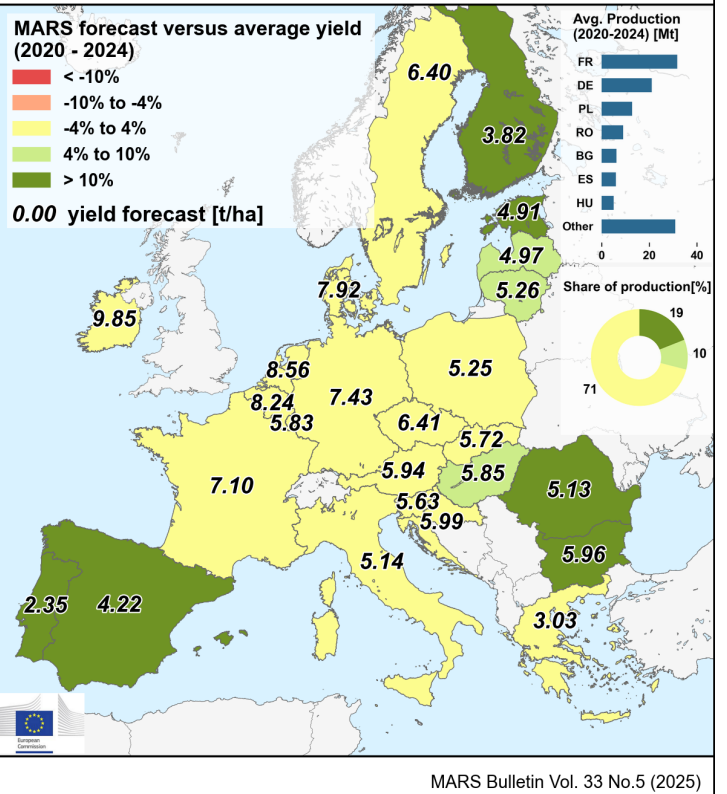 MARS forecast versus average yield
(2020 - 2024)
< -10%
-10% to -4%
-4% to 4%
4% to 10%
> 10%
0.00 yield forecast [t/ha]
Avg. Production
(2020-2024) [Mt]
FR
DE
PL
RO
BG
ES
HU
Other
0 20 40
Share of production[%]
19
10
71
6.40
3.82
4.91
4.97
5.26
7.92
9.85
8.56
8.24
5.83
7.43
5.25
6.41
5.72
7.10
5.94
5.85
5.13
5.63
5.99
5.96
5.14
2.35
4.22
3.03
European
Commission
MARS Bulletin Vol. 33 No.5 (2025)